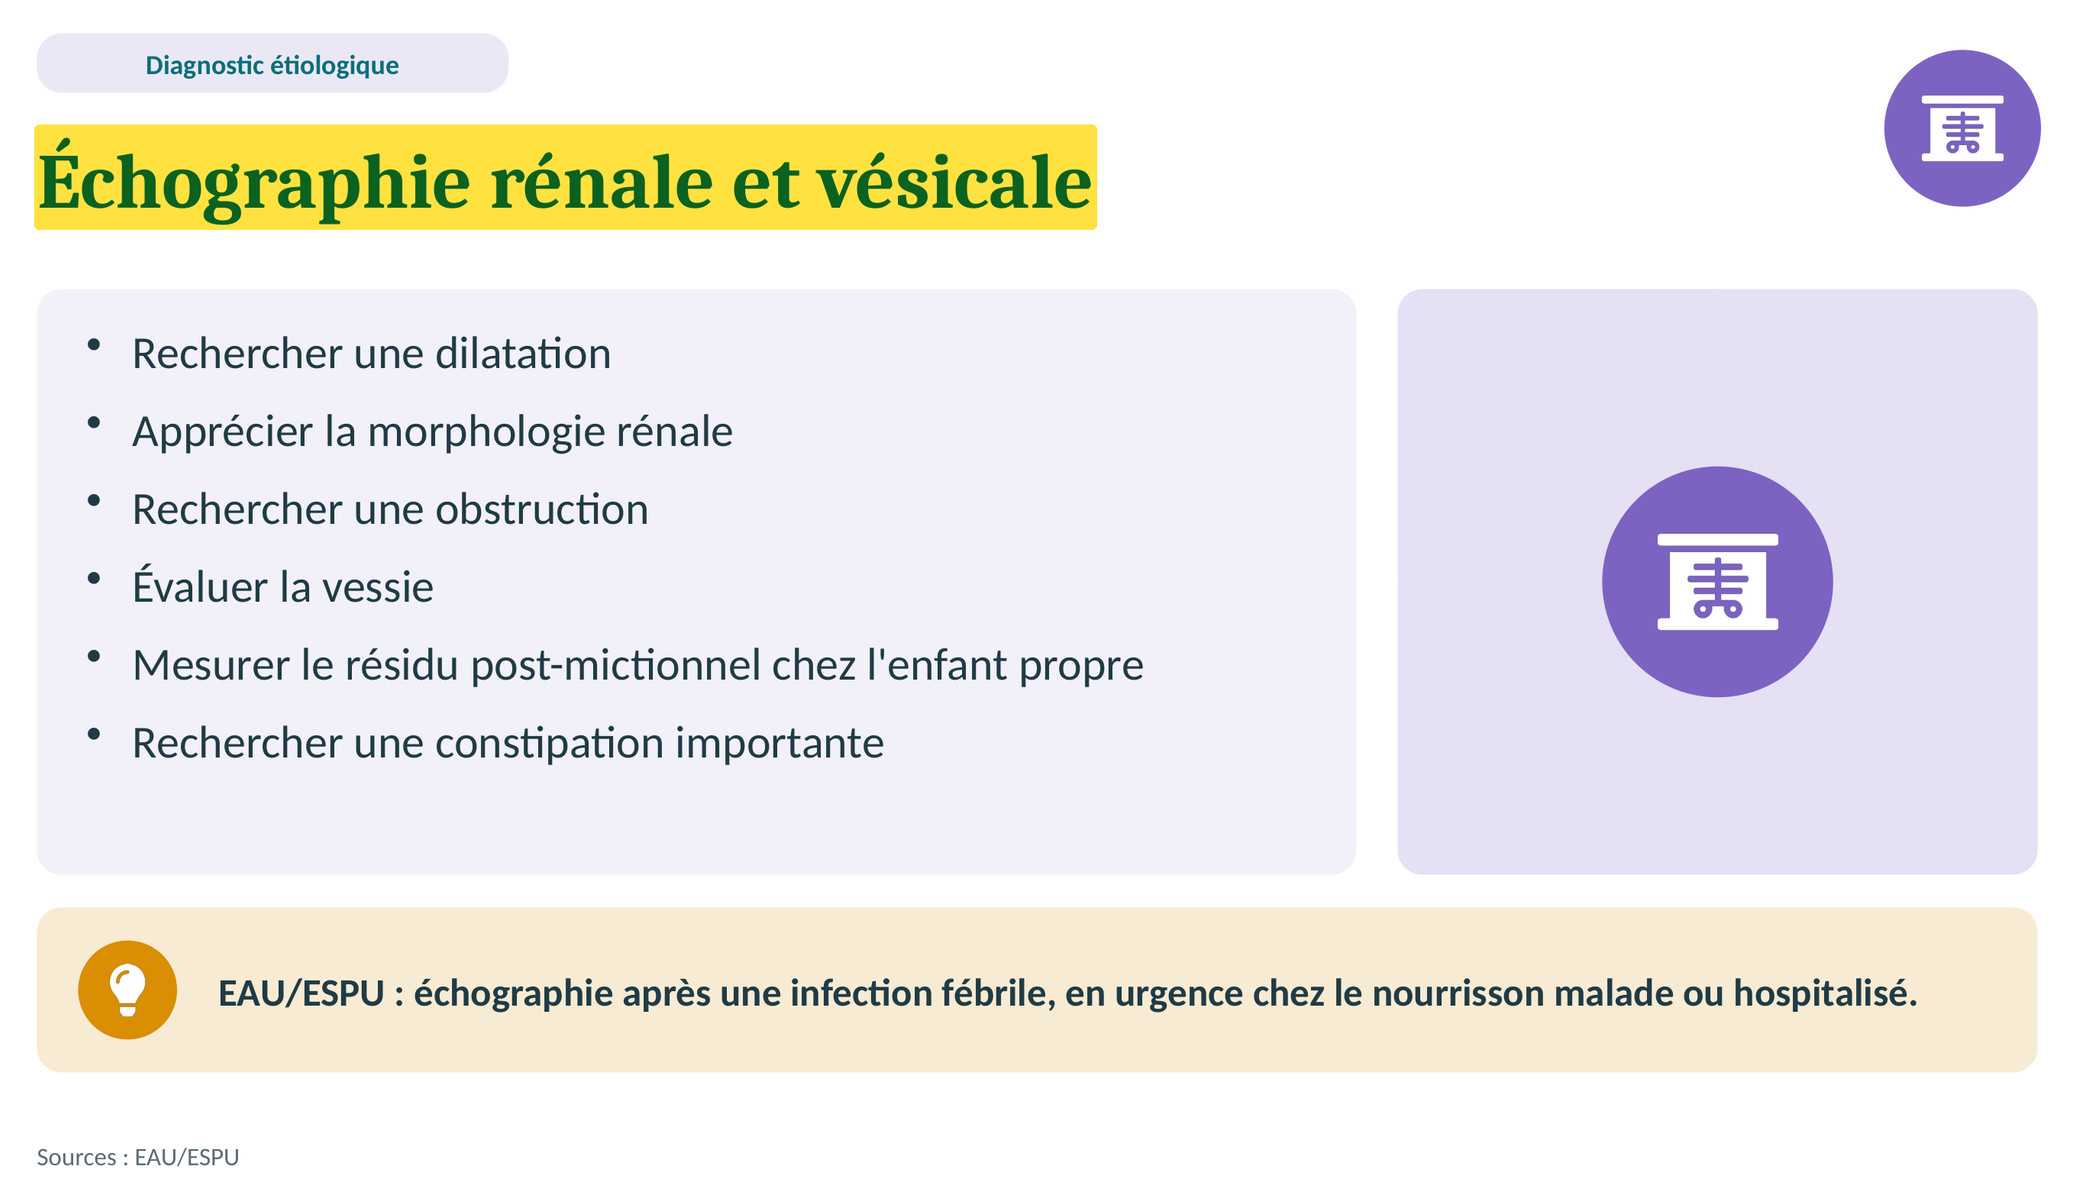 Diagnostic étiologique
Échographie rénale et vésicale
• Rechercher une dilatation
• Apprécier la morphologie rénale
• Rechercher une obstruction
• Évaluer la vessie
• Mesurer le résidu post-mictionnel chez l'enfant propre
• Rechercher une constipation importante
EAU/ESPU : échographie après une infection fébrile, en urgence chez le nourrisson malade ou hospitalisé.
Sources : EAU/ESPU